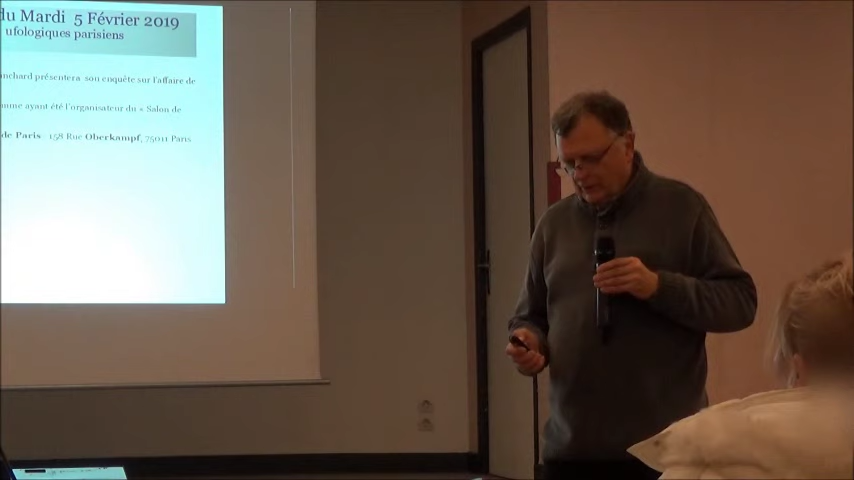 du Mardi 5 Février 2019
ufologiques parisiens
présentera son enquête sur l'affaire de
ayant été l'organisateur du « Salon de
de Paris : 158 Rue Oberkampf, 75011 Paris